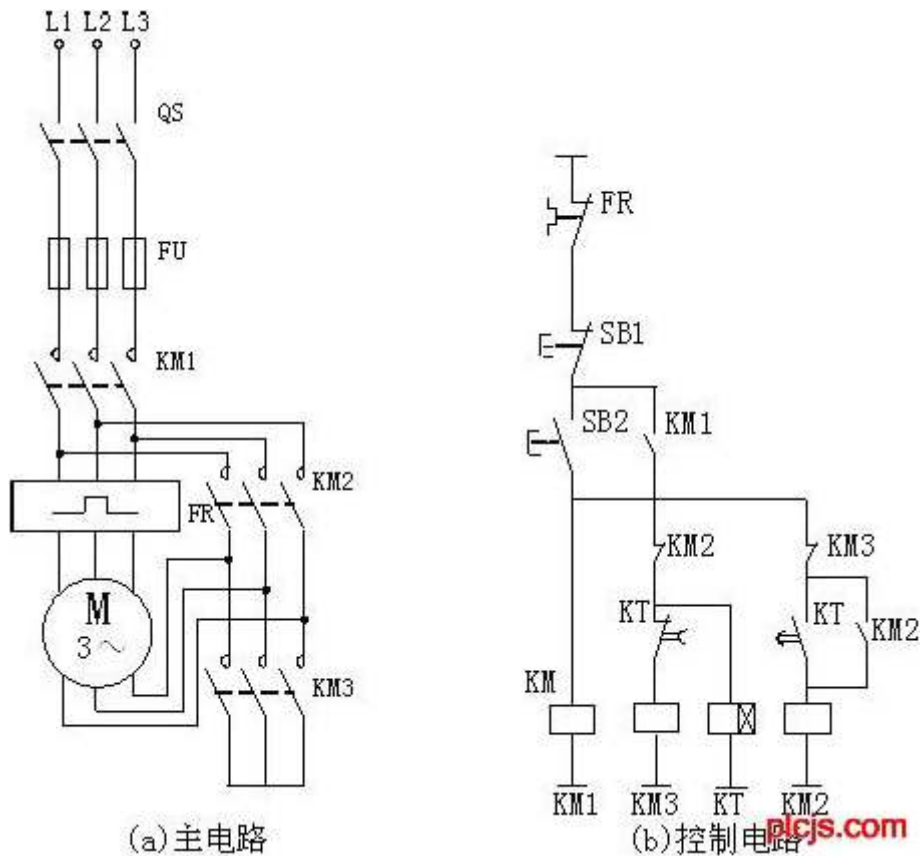 L1 L2 L3
QS
FU
KM1
KM2
FR
M
3~
KM3
(a)主电路
FR
SB1
SB2
KM1
KM2
KM3
KT
KT
KM2
KM
KM1
KM3
KT
KM2
(b)控制电路
plcjs.com